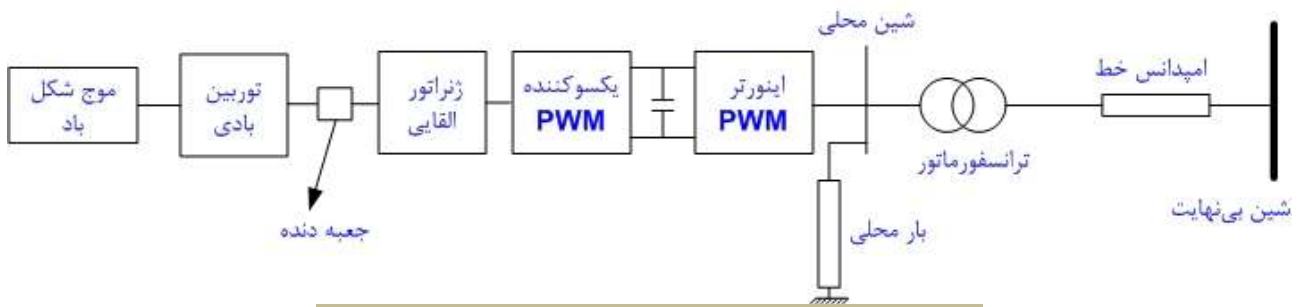 شین محلی
موج شکل
باد
توربین
بادی
ژنراتور
القایی
یکسوکننده
PWM
اینورتر
PWM
امپدانس خط
ترانسفورماتور
جعبه دنده
بار محلی
شین بی‌نهایت